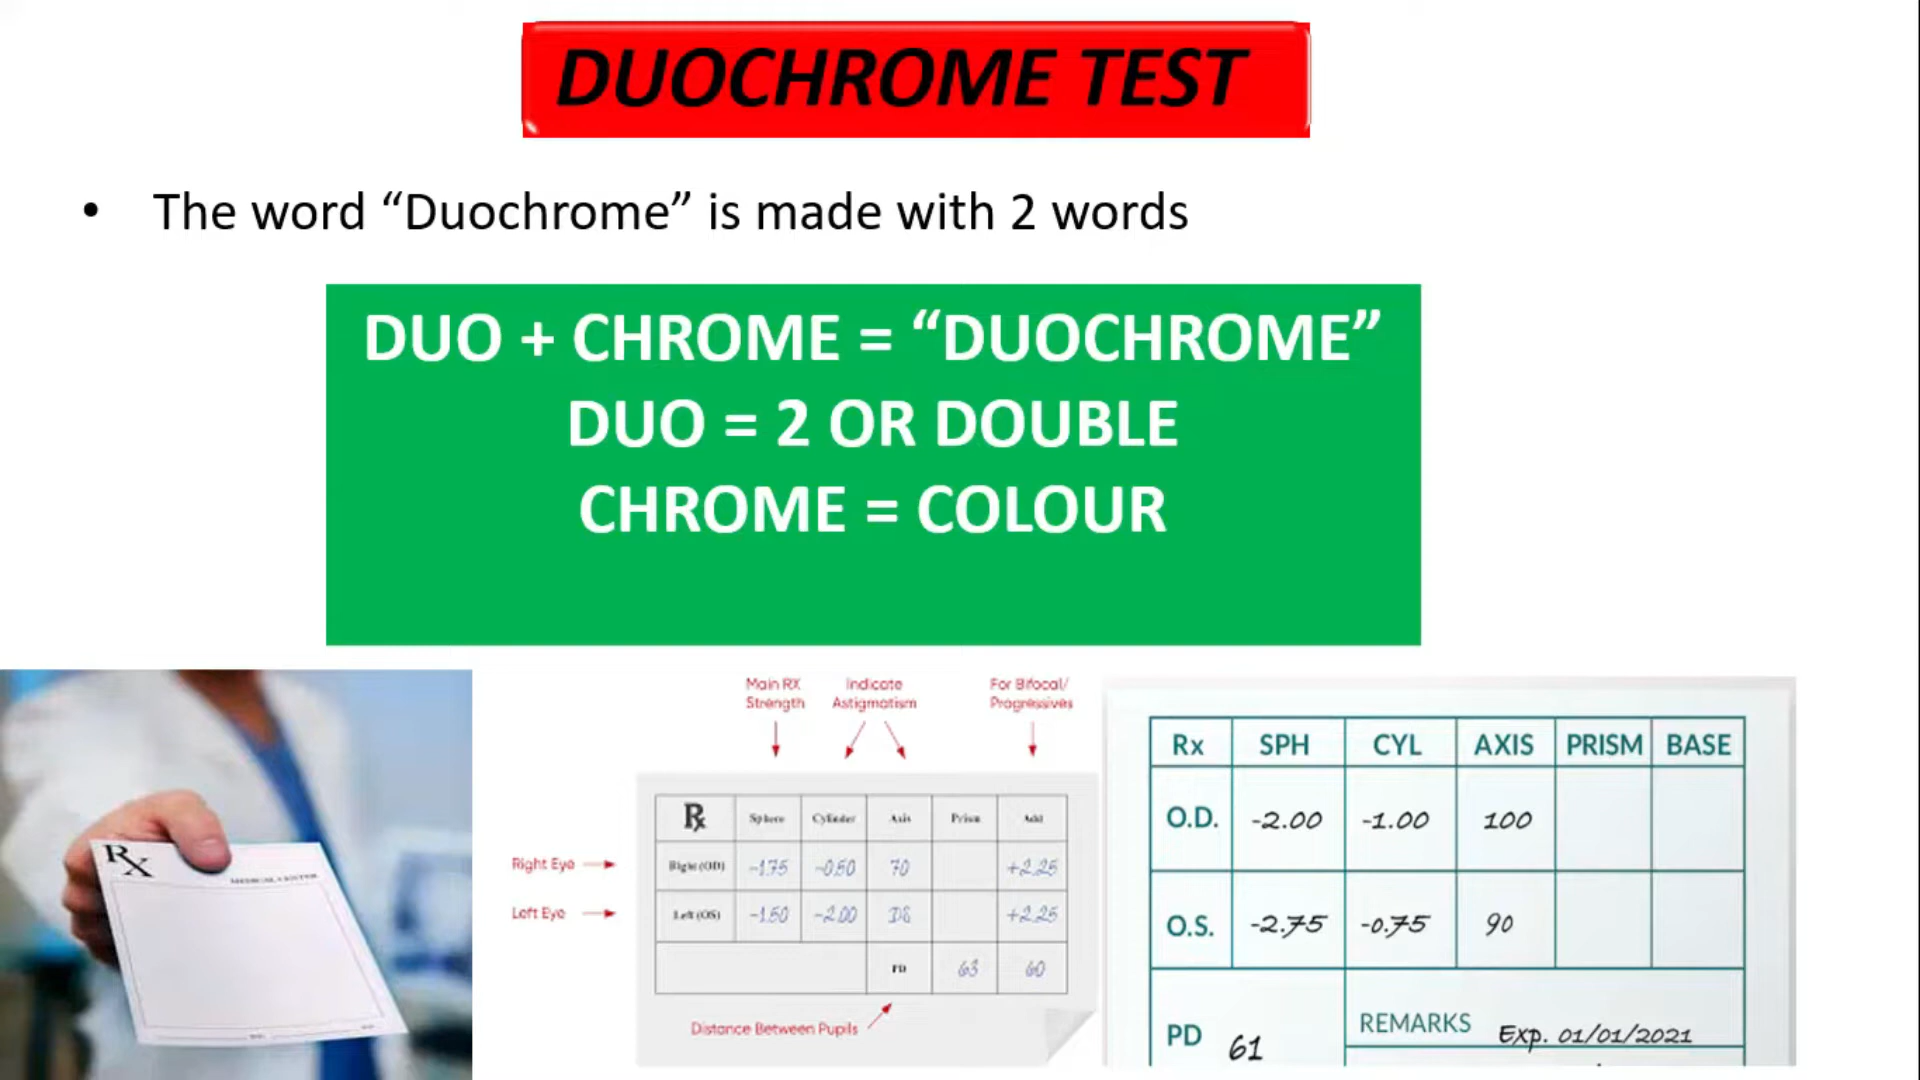 DUOCHROME TEST
• The word “Duochrome” is made with 2 words
DUO + CHROME = “DUOCHROME”
DUO = 2 OR DOUBLE
CHROME = COLOUR
Rx
MEDICAL CENTER
Main RX Strength
Indicate Astigmatism
For Bifocal/ Progressives
Rx Sphere Cylinder Axis Prism Add
Right Eye Right (OD) -1.75 -0.50 70 +2.25
Left Eye Left (OS) -1.50 -2.00 +2.25
PD 63 60
Distance Between Pupils
Rx SPH CYL AXIS PRISM BASE
O.D. -2.00 -1.00 100
O.S. -2.75 -0.75 90
PD 61 REMARKS Exp. 01/01/2021